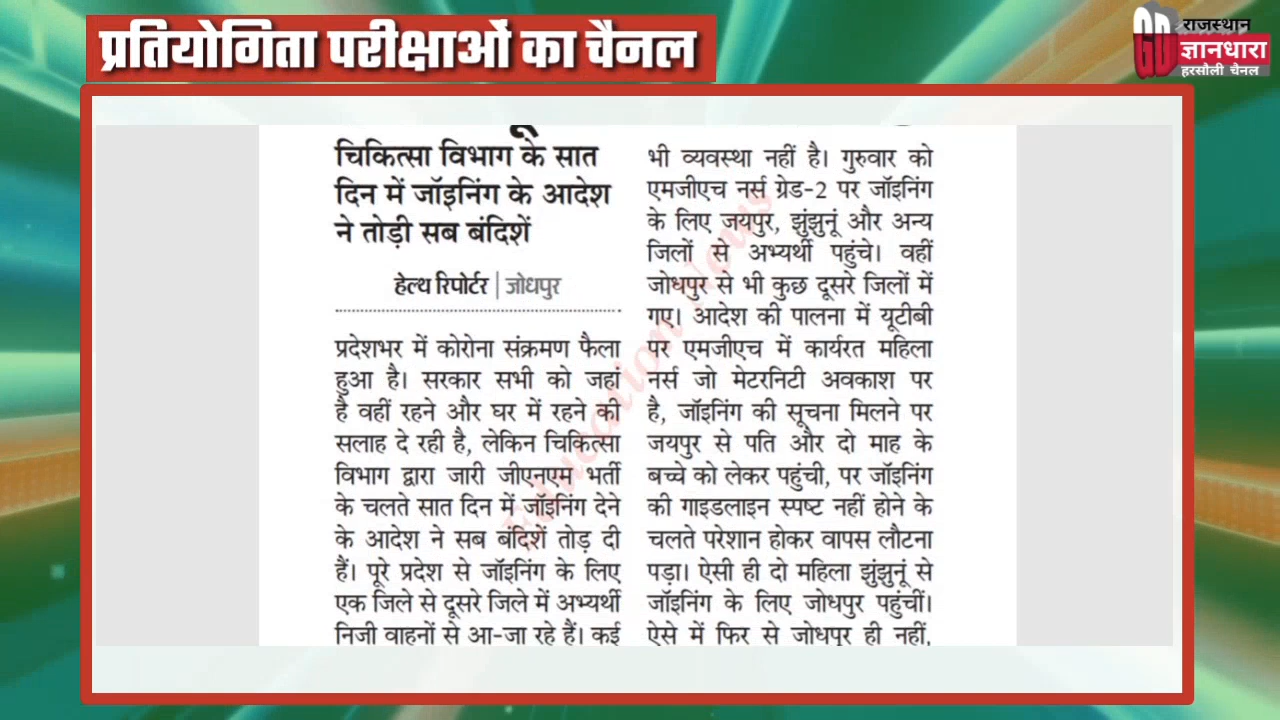 प्रतियोगिता परीक्षाओं का चैनल
GD
राजस्थान
ज्ञानधारा
हरसौली चैनल
चिकित्सा विभाग के सात
दिन में जॉइनिंग के आदेश
ने तोड़ी सब बंदिशें
हेल्थ रिपोर्टर | जोधपुर
प्रदेशभर में कोरोना संक्रमण फैला
हुआ है। सरकार सभी को जहां
है वहीं रहने और घर में रहने की
सलाह दे रही है, लेकिन चिकित्सा
विभाग द्वारा जारी जीएनएम भर्ती
के चलते सात दिन में जॉइनिंग देने
के आदेश ने सब बंदिशें तोड़ दी
हैं। पूरे प्रदेश से जॉइनिंग के लिए
एक जिले से दूसरे जिले में अभ्यर्थी
निजी वाहनों से आ-जा रहे हैं। कई
भी व्यवस्था नहीं है। गुरुवार को
एमजीएच नर्स ग्रेड-2 पर जॉइनिंग
के लिए जयपुर, झुंझुनूं और अन्य
जिलों से अभ्यर्थी पहुंचे। वहीं
जोधपुर से भी कुछ दूसरे जिलों में
गए। आदेश की पालना में यूटीबी
पर एमजीएच में कार्यरत महिला
नर्स जो मेटरनिटी अवकाश पर
है, जॉइनिंग की सूचना मिलने पर
जयपुर से पति और दो माह के
बच्चे को लेकर पहुंची, पर जॉइनिंग
की गाइडलाइन स्पष्ट नहीं होने के
चलते परेशान होकर वापस लौटना
पड़ा। ऐसी ही दो महिला झुंझुनूं से
जॉइनिंग के लिए जोधपुर पहुंचीं।
ऐसे में फिर से जोधपुर ही नहीं,
Education News